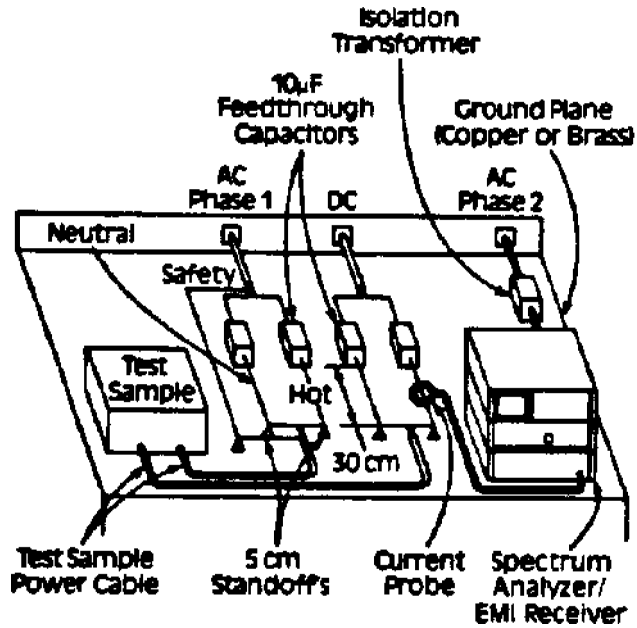 Isolation
Transformer
10µF
Feedthrough
Capacitors
Ground Plane
(Copper or Brass)
AC
Phase 1
DC
AC
Phase 2
Neutral
Safety
Test
Sample
Hot
30 cm
Test Sample
Power Cable
5 cm
Standoff's
Current
Probe
Spectrum
Analyzer/
EMI Receiver